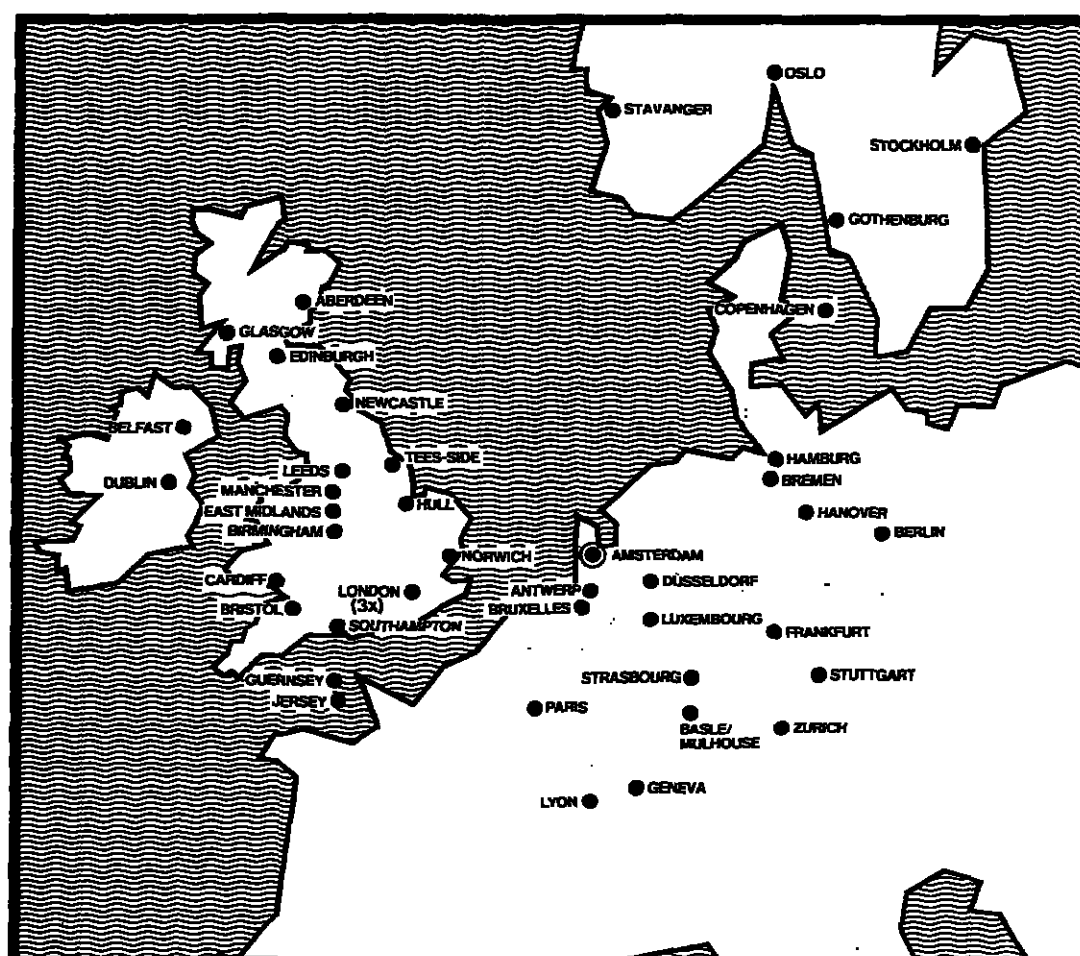 OSLO
STAVANGER
STOCKHOLM
GOTHENBURG
ABERDEEN
COPENHAGEN
GLASGOW
EDINBURGH
NEWCASTLE
BELFAST
TEES-SIDE
HAMBURG
LEEDS
BREMEN
DUBLIN
MANCHESTER
HULL
EAST MIDLANDS
HANOVER
BIRMINGHAM
BERLIN
NORWICH
AMSTERDAM
CARDIFF
DÜSSELDORF
LONDON
(3x)
ANTWERP
BRISTOL
BRUXELLES
LUXEMBOURG
SOUTHAMPTON
FRANKFURT
GUERNSEY
STRASBOURG
STUTTGART
JERSEY
PARIS
BASLE/
MULHOUSE
ZURICH
GENEVA
LYON